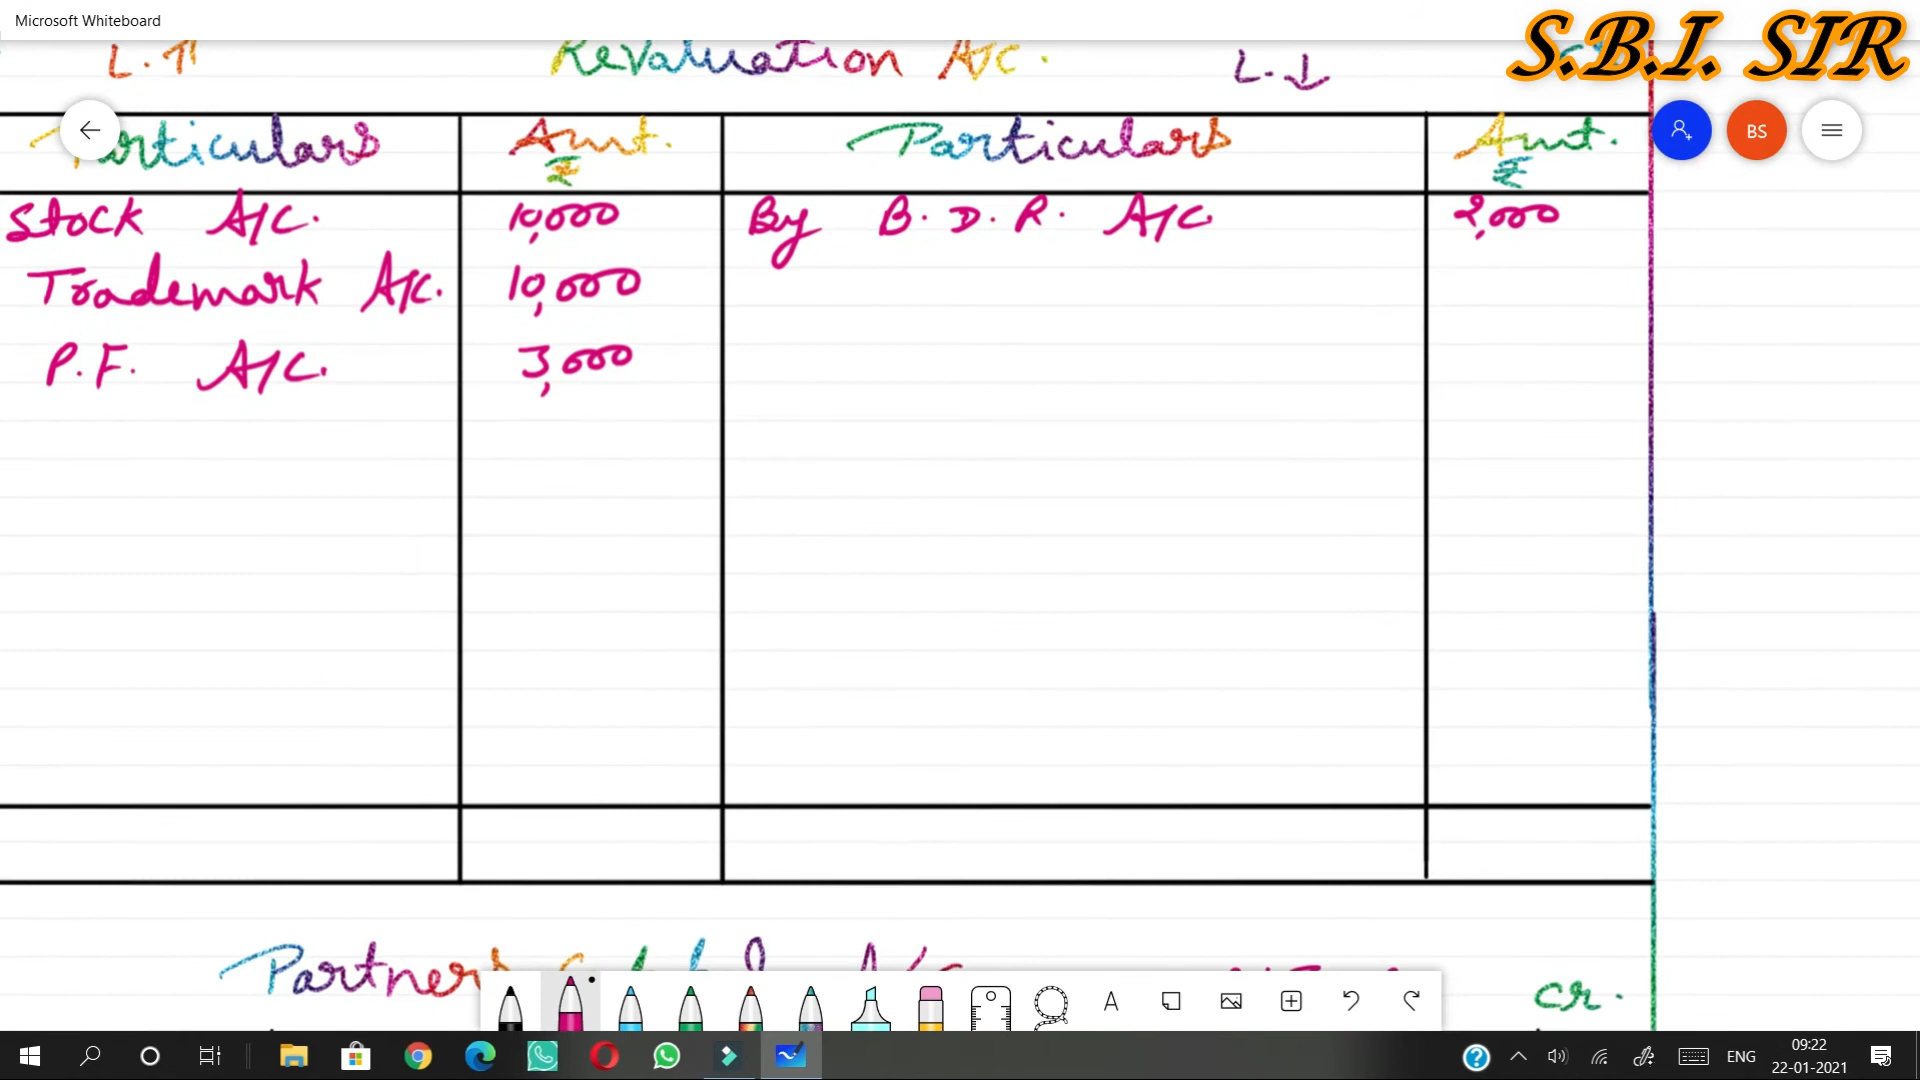 Microsoft Whiteboard
S.B.I. SIR
L. ↑ Revaluation A/c. L. ↓
Particulars Amt. ₹ Particulars Amt. ₹
BS
Stock A/C. 10,000 By B.D.R. A/C 2,000
Trademark A/C. 10,000
P.F. A/C. 3,000
cr.
ENG
09:22
22-01-2021